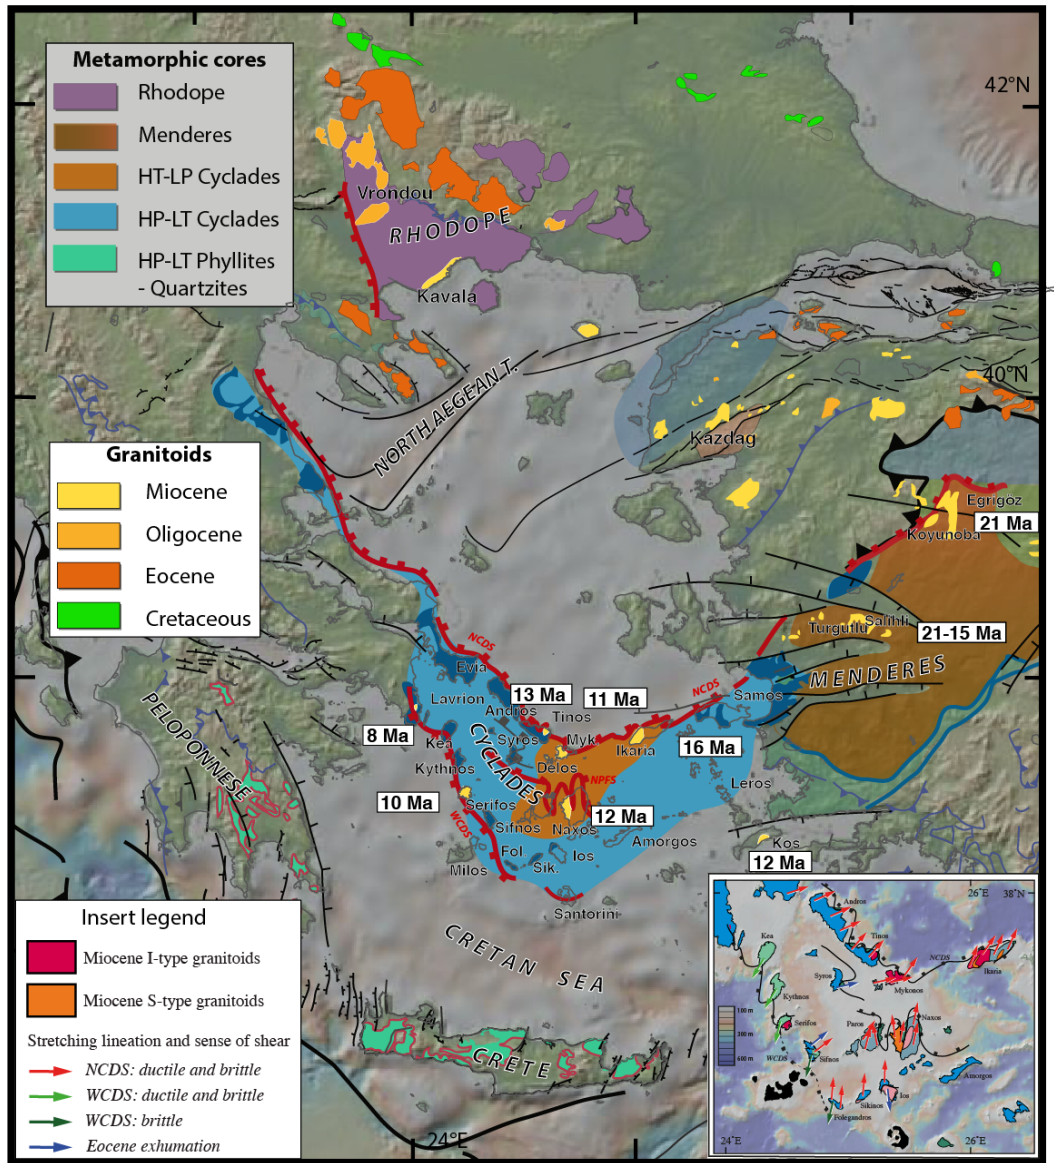 Metamorphic cores
Rhodope
Menderes
HT-LP Cyclades
HP-LT Cyclades
HP-LT Phyllites
- Quartzites
42°N
Vrondou
RHODOPE
Kavala
40°N
NORTH AEGEAN T.
Kazdag
Granitoids
Miocene
Oligocene
Eocene
Cretaceous
Egrigoz
21 Ma
Koyunoba
Turgutlu
Salihli
21-15 Ma
MENDERES
NCDS
Evia
Lavrion
13 Ma
11 Ma
NCDS
Samos
Andros
Tinos
8 Ma
Kea
Syros
Myk.
Ikaria
16 Ma
PELOPONNESE
CYCLADES
Kythnos
Delos
NPFS
Leros
10 Ma
Serifos
WCDS
Sifnos
Naxos
12 Ma
Amorgos
Kos
12 Ma
Fol
Sik.
Ios
Milos
Santorini
CRETAN SEA
CRETE
24°E
Insert legend
Miocene I-type granitoids
Miocene S-type granitoids
Stretching lineation and sense of shear
NCDS: ductile and brittle
WCDS: ductile and brittle
WCDS: brittle
Eocene exhumation
26°E
38°N
Andros
Kea
Tinos
NCDS
Ikaria
Syros
Mykonos
Kythnos
Naxos
Serifos
Paros
100 m
300 m
600 m
WCDS
Sifnos
Amorgos
Ios
Sikinos
Folegandros
24°E
26°E